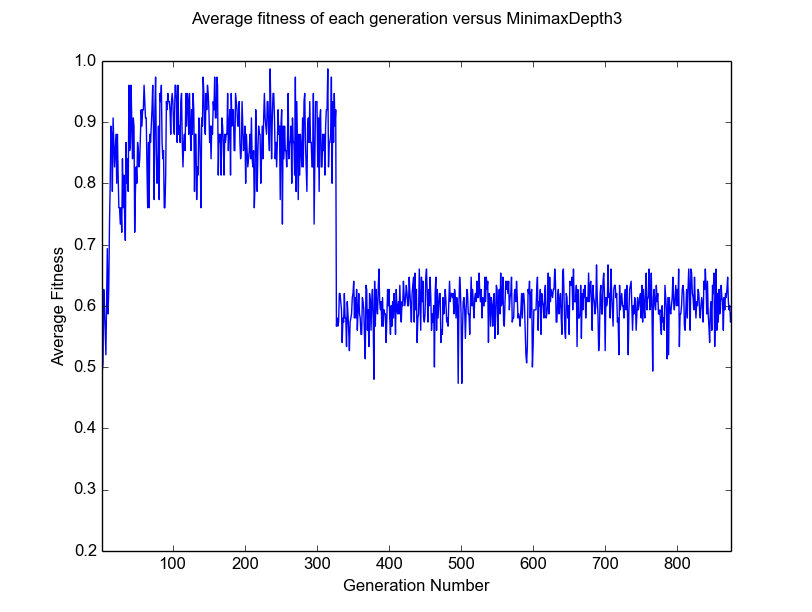 Average fitness of each generation versus MinimaxDepth3
1.0
0.9
0.8
0.7
0.6
0.5
0.4
0.3
0.2
Average Fitness
100 200 300 400 500 600 700 800
Generation Number